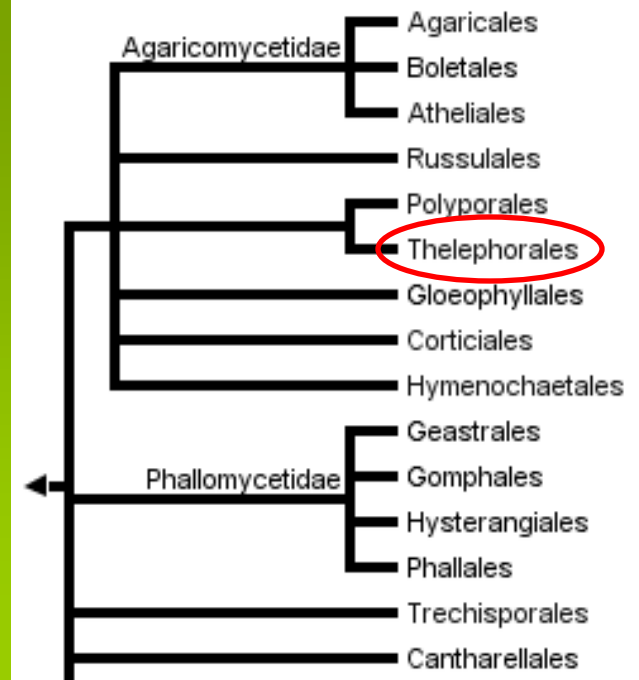 Agaricales
Agaricomycetidae
Boletales
Atheliales
Russulales
Polyporales
Thelephorales
Gloeophyllales
Corticiales
Hymenochaetales
Geastrales
Phallomycetidae
Gomphales
Hysterangiales
Phallales
Trechisporales
Cantharellales